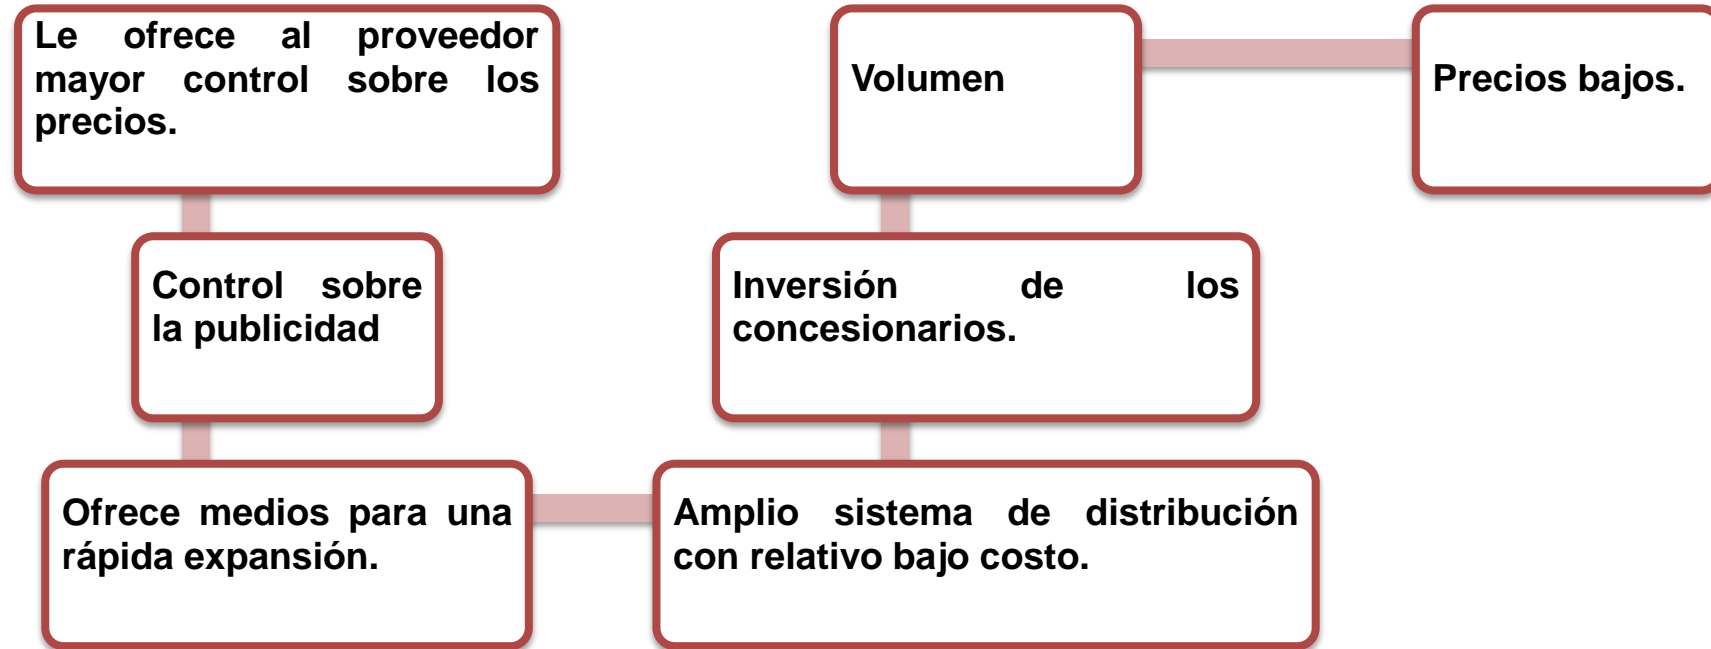 Le ofrece al proveedor
mayor control sobre los
precios.
Control sobre
la publicidad
Ofrece medios para una
rápida expansión.
Amplio sistema de distribución
con relativo bajo costo.
Inversión de los
concesionarios.
Volumen
Precios bajos.